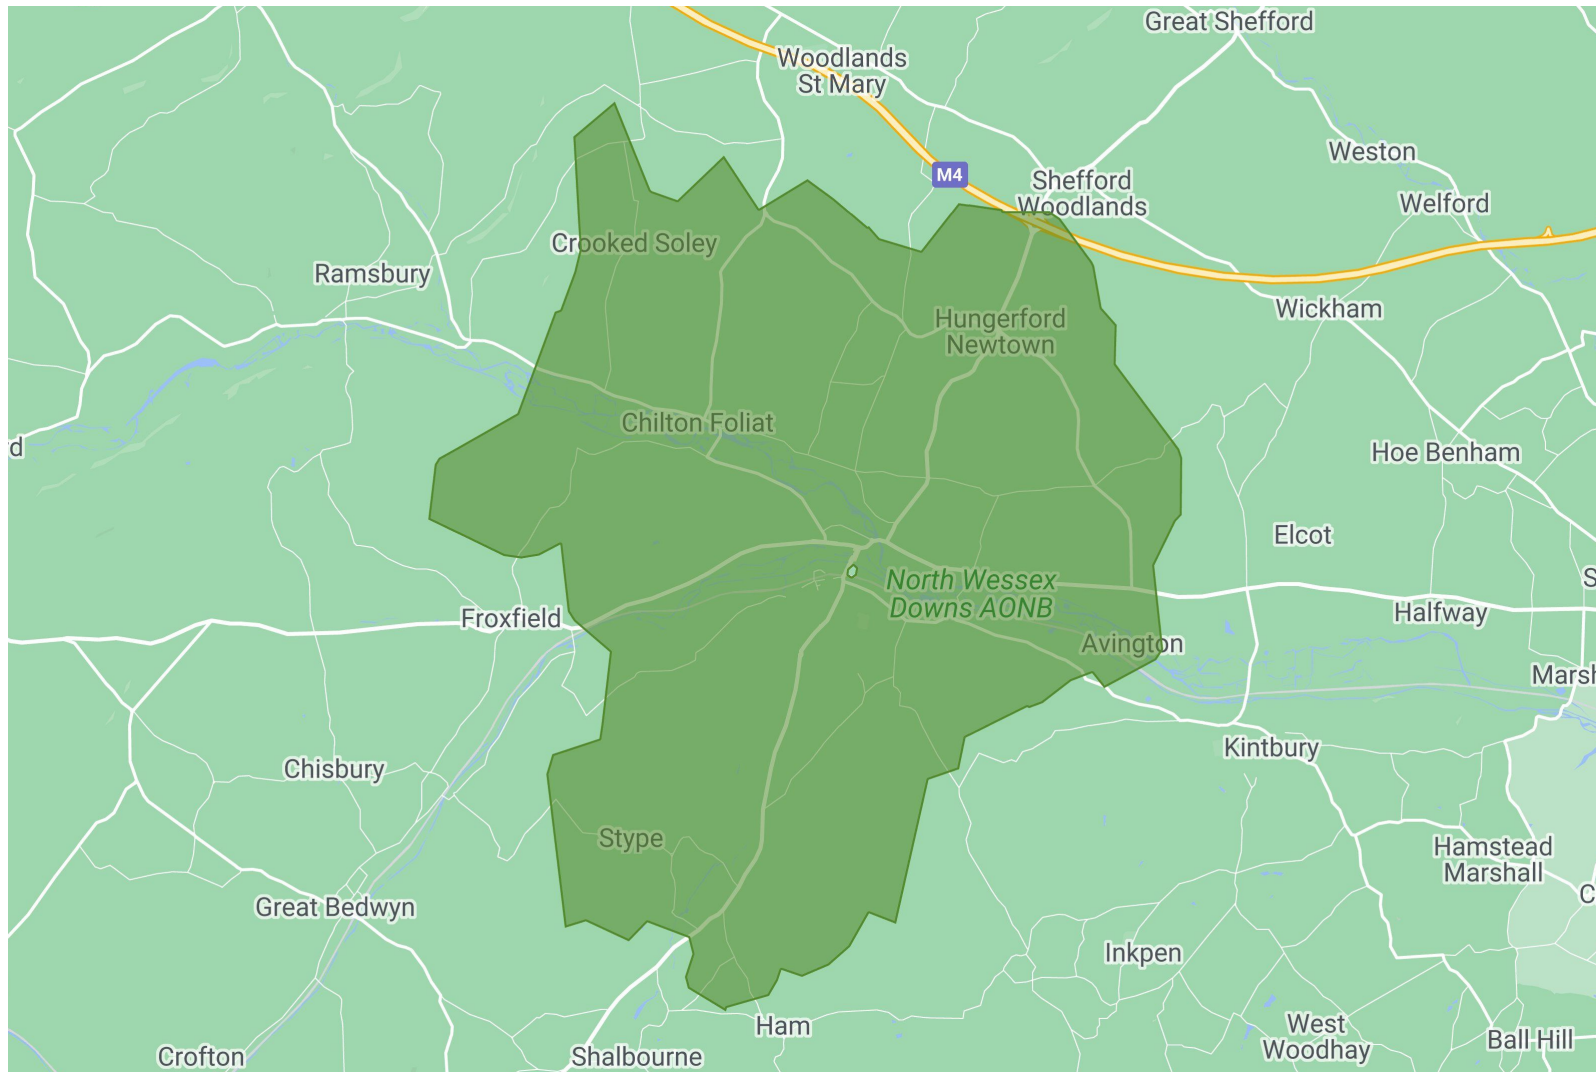 Great Shefford
Woodlands
St Mary
Weston
M4
Shefford
Woodlands
Welford
Crooked Soley
Ramsbury
Wickham
Hungerford
Newtown
Chilton Foliat
d
Hoe Benham
Elcot
North Wessex
Downs AONB
S
Halfway
Froxfield
Avington
Marsh
Kintbury
Chisbury
Stype
Hamstead
Marshall
C
Great Bedwyn
Inkpen
Ham
West
Woodhay
Ball Hill
Crofton
Shalbourne